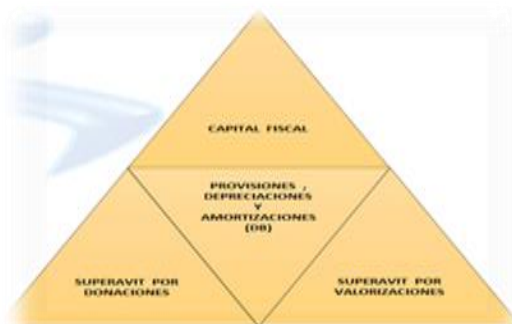 CAPITAL FISCAL
PROVISIONES ,
DEPRECIACIONES
Y
AMORTIZACIONES
(DB)
SUPERAVIT POR
DONACIONES
SUPERAVIT POR
VALORIZACIONES